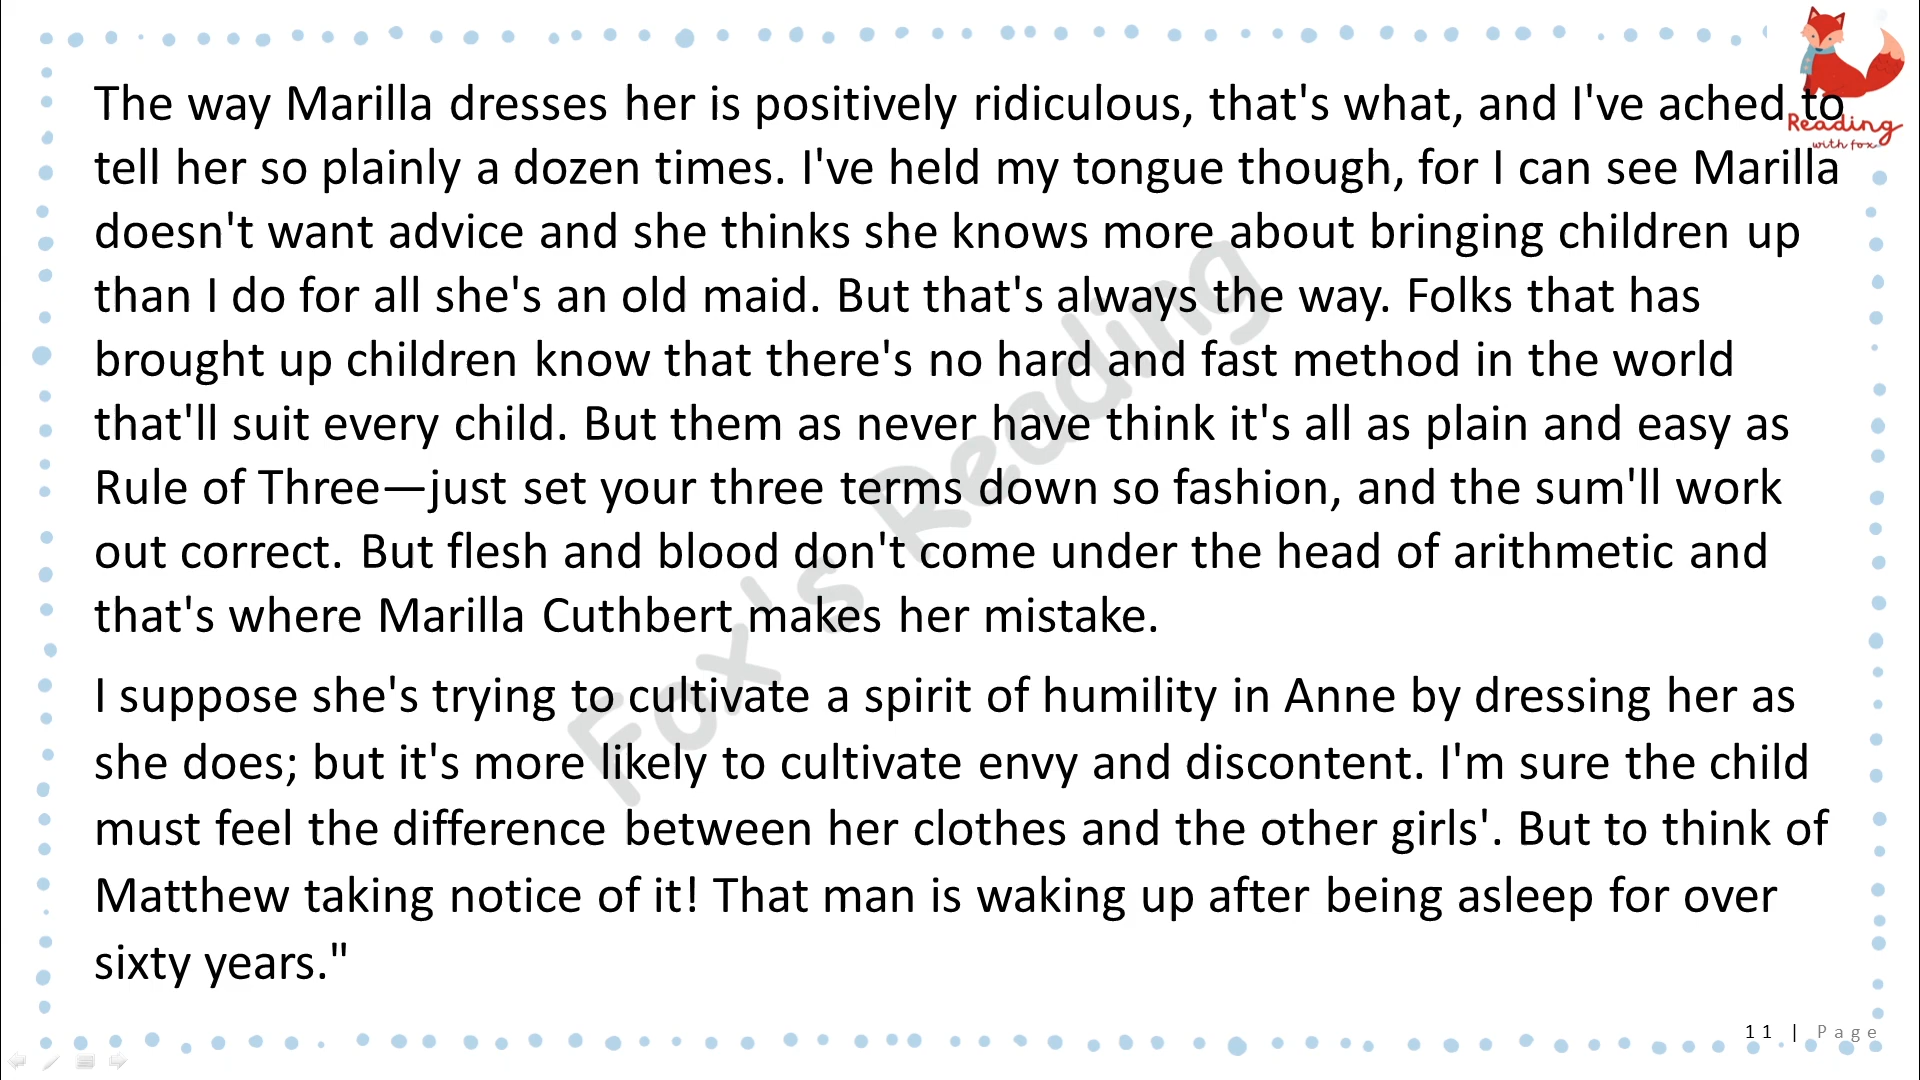 The way Marilla dresses her is positively ridiculous, that's what, and I've ached to
Reading
with fox
tell her so plainly a dozen times. I've held my tongue though, for I can see Marilla
doesn't want advice and she thinks she knows more about bringing children up
than I do for all she's an old maid. But that's always the way. Folks that has
brought up children know that there's no hard and fast method in the world
that'll suit every child. But them as never have think it's all as plain and easy as
Rule of Three—just set your three terms down so fashion, and the sum'll work
out correct. But flesh and blood don't come under the head of arithmetic and
that's where Marilla Cuthbert makes her mistake.
Fox's Reading
I suppose she's trying to cultivate a spirit of humility in Anne by dressing her as
she does; but it's more likely to cultivate envy and discontent. I'm sure the child
must feel the difference between her clothes and the other girls'. But to think of
Matthew taking notice of it! That man is waking up after being asleep for over
sixty years."
11 | Page